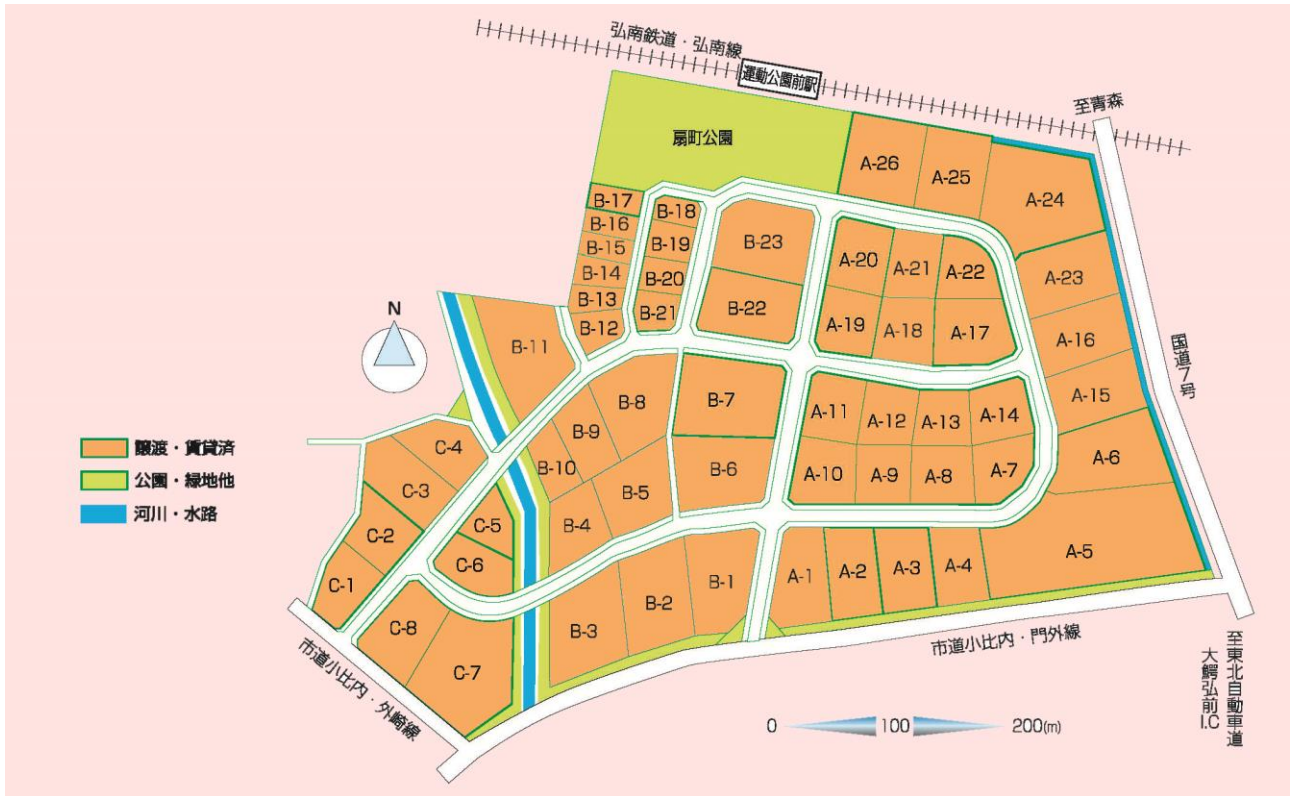 弘南鉄道・弘南線
運動公園前駅
至青森
扇町公園
A-26
A-25
A-24
B-17
B-16
B-15
B-14
B-13
B-12
B-18
B-19
B-20
B-21
B-23
B-22
A-20
A-21
A-22
A-19
A-18
A-17
A-23
A-16
A-15
国道7号
N
B-11
B-8
B-9
B-10
B-7
B-6
B-5
B-4
A-11
A-12
A-13
A-14
A-10
A-9
A-8
A-7
A-6
A-5
C-4
C-3
C-2
C-1
C-5
C-6
C-8
C-7
B-3
B-2
B-1
A-1
A-2
A-3
A-4
譲渡・賃貸済
公園・緑地他
河川・水路
市道小比内・外崎線
市道小比内・門外線
至東北自動車道
大鰐弘前I.C
0 100 200(m)